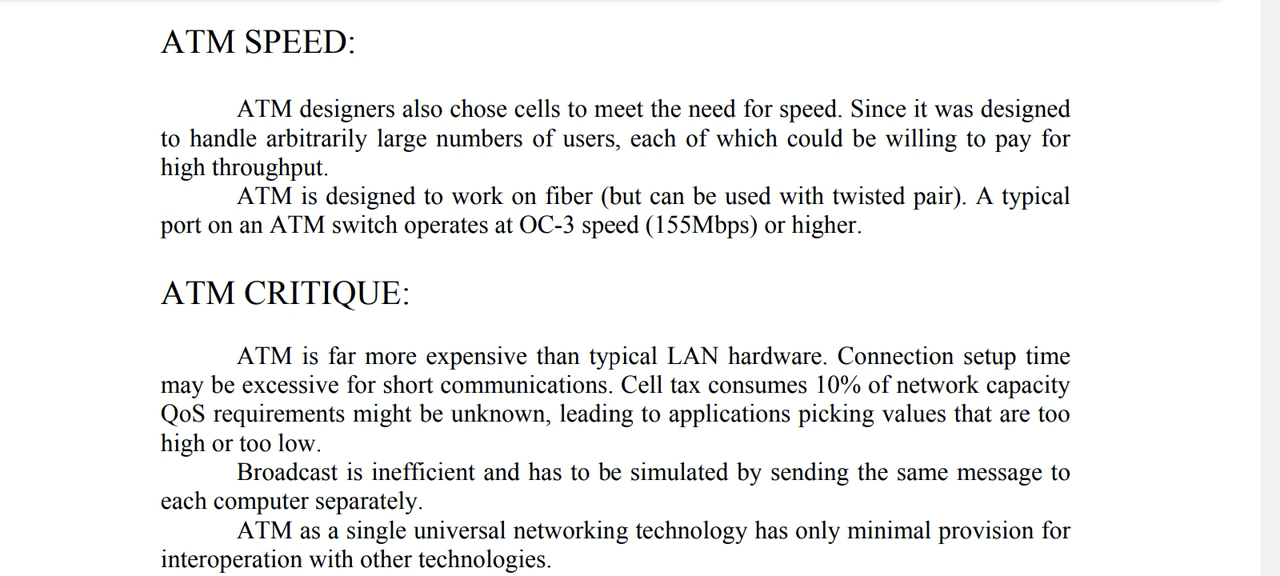 ATM SPEED:
ATM designers also chose cells to meet the need for speed. Since it was designed
to handle arbitrarily large numbers of users, each of which could be willing to pay for
high throughput.
ATM is designed to work on fiber (but can be used with twisted pair). A typical
port on an ATM switch operates at OC-3 speed (155Mbps) or higher.
ATM CRITIQUE:
ATM is far more expensive than typical LAN hardware. Connection setup time
may be excessive for short communications. Cell tax consumes 10% of network capacity
QoS requirements might be unknown, leading to applications picking values that are too
high or too low.
Broadcast is inefficient and has to be simulated by sending the same message to
each computer separately.
ATM as a single universal networking technology has only minimal provision for
interoperation with other technologies.